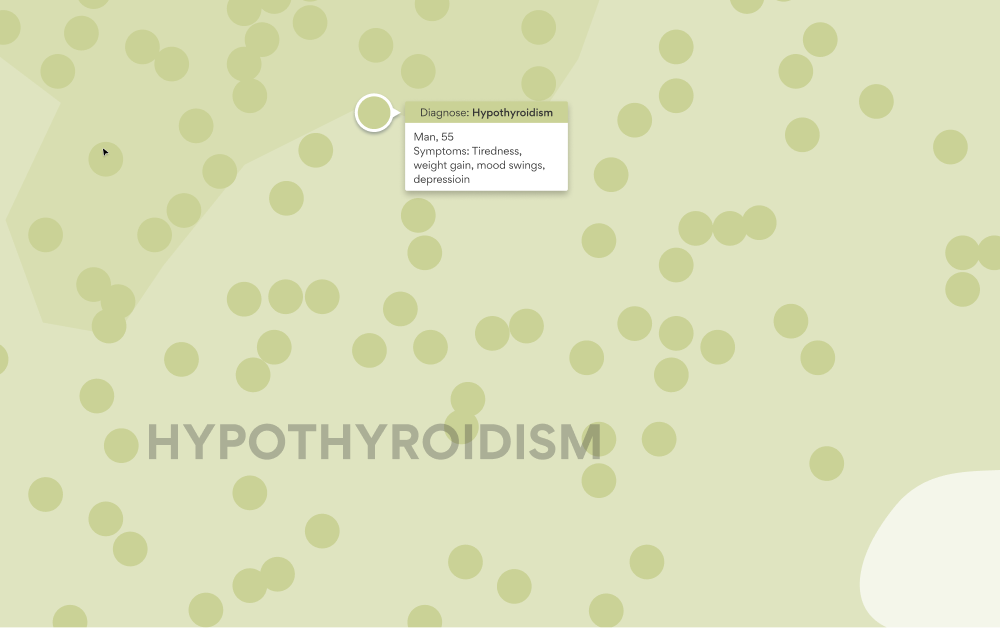 Diagnose: Hypothyroidism
Man, 55
Symptoms: Tiredness,
weight gain, mood swings,
depressioin
HYPOTHYROIDISM